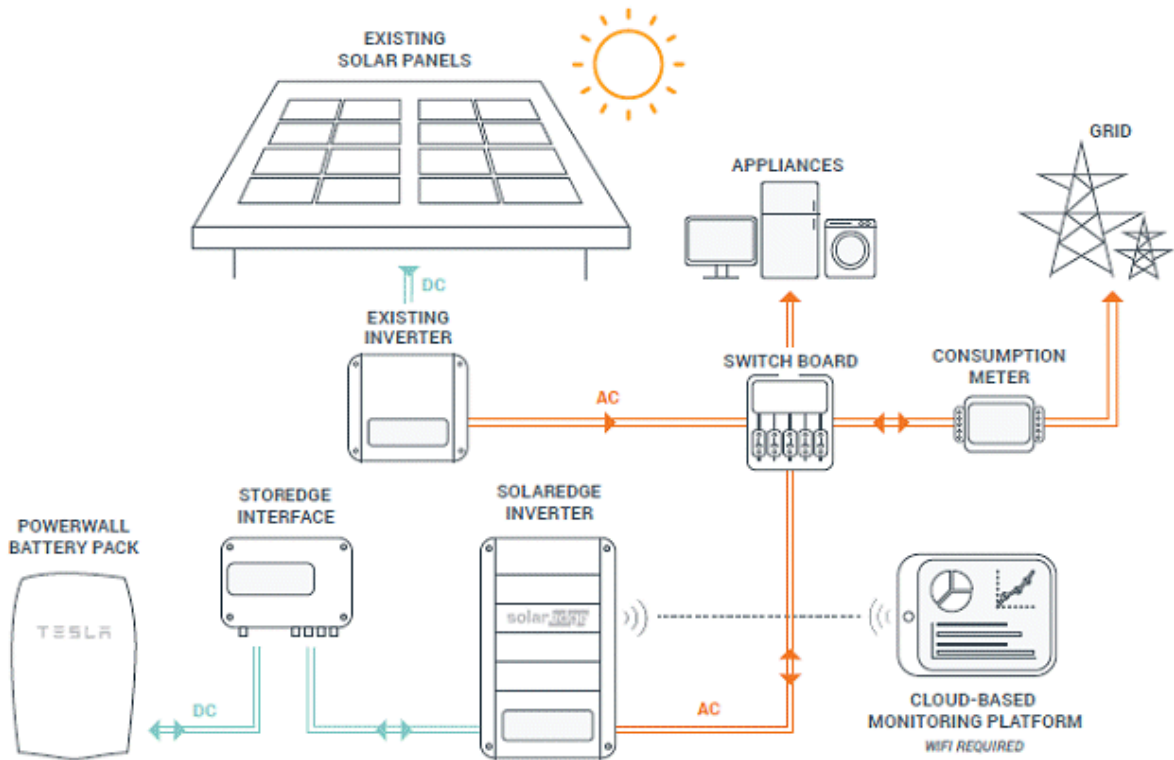 EXISTING
SOLAR PANELS
GRID
APPLIANCES
DC
EXISTING
INVERTER
SWITCH BOARD
CONSUMPTION
METER
AC
STOREDGE
INTERFACE
SOLAREDGE
INVERTER
POWERWALL
BATTERY PACK
TESLA
solaredge
DC
AC
CLOUD-BASED
MONITORING PLATFORM
WIFI REQUIRED